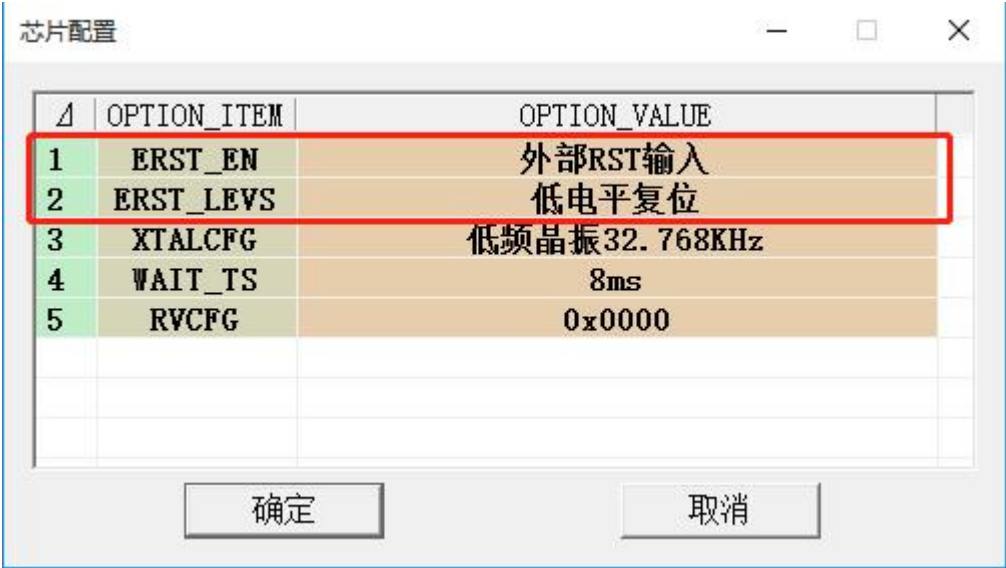 芯片配置
⊿ OPTION_ITEM OPTION_VALUE
1 ERST_EN 外部RST输入
2 ERST_LEVS 低电平复位
3 XTALCFG 低频晶振32.768KHz
4 WAIT_TS 8ms
5 RVCFG 0x0000
确定 取消